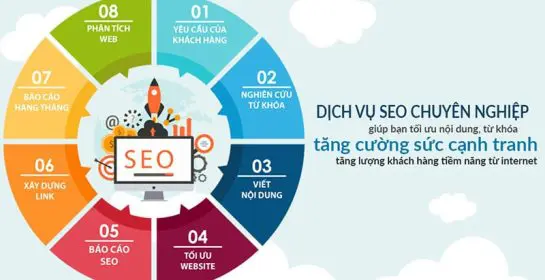 01
YÊU CẦU CỦA
KHÁCH HÀNG
02
NGHIÊN CỨU
TỪ KHÓA
03
VIẾT
NỘI DUNG
04
TỐI ƯU
WEBSITE
05
BÁO CÁO
SEO
06
XÂY DỰNG
LINK
07
BÁO CÁO
HÀNG THÁNG
08
PHÂN TÍCH
WEB
SEO
DỊCH VỤ SEO CHUYÊN NGHIỆP
giúp bạn tối ưu nội dung, từ khóa
tăng cường sức cạnh tranh
tăng lượng khách hàng tiềm năng từ internet